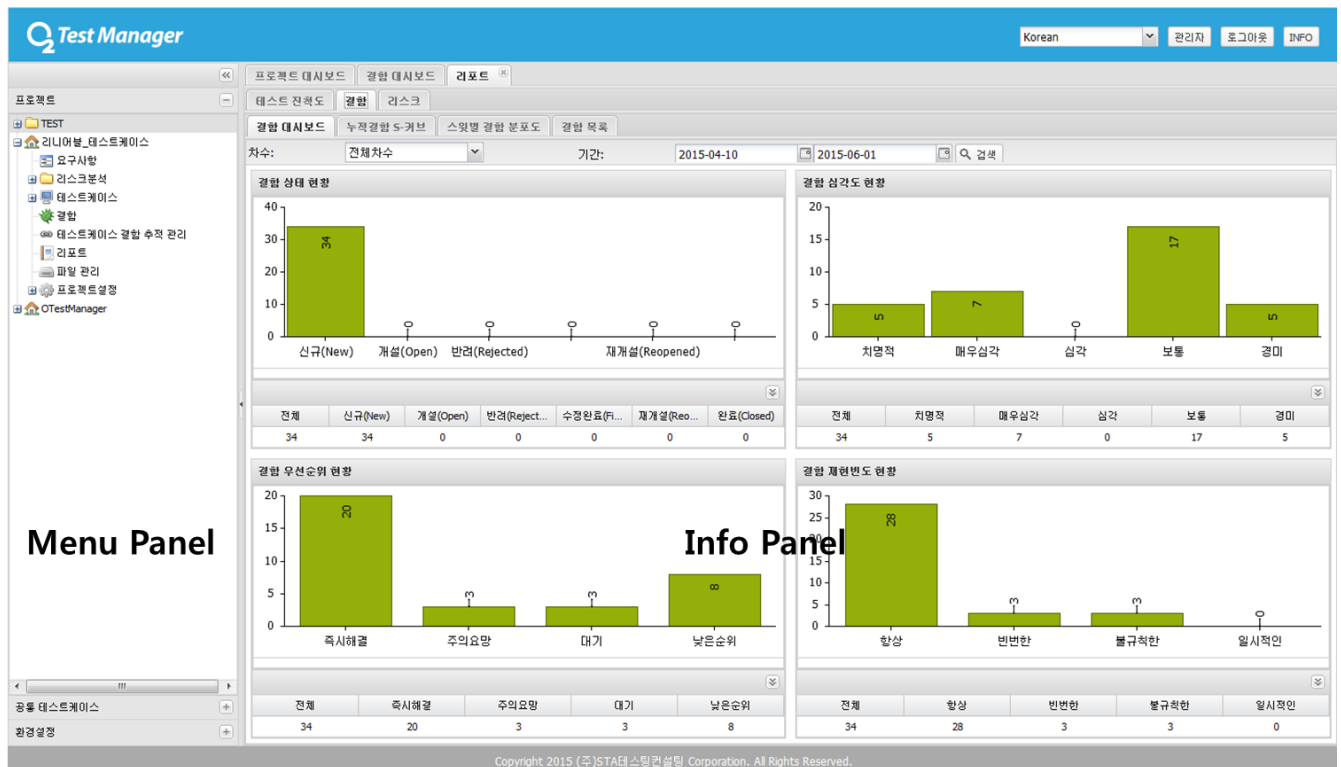 O2 Test Manager
Korean 관리자 로그아웃 INFO
프로젝트 대시보드 결함 대시보드 리포트
프로젝트
테스트 진척도 결함 리스크
TEST
결함 대시보드 누적결함 S-커브 스윗별 결함 분포도 결함 목록
리니어블_테스트케이스
차수: 전체차수 기간: 2015-04-10 2015-06-01 검색
요구사항
리스크분석
테스트케이스
결함
테스트케이스 결함 추적 관리
리포트
파일 관리
프로젝트설정
OTestManager
결함 상태 현황
40
30
20
10
0
34 0 0 0 0 0
신규(New) 개설(Open) 반려(Rejected) 재개설(Reopened)
전체 신규(New) 개설(Open) 반려(Reject... 수정완료(Fi... 재개설(Reo... 완료(Closed)
34 34 0 0 0 0 0
결함 심각도 현황
20
15
10
5
0
5 7 0 17 5
치명적 매우심각 심각 보통 경미
전체 치명적 매우심각 심각 보통 경미
34 5 7 0 17 5
결함 우선순위 현황
20
15
10
5
0
20 3 3 8
즉시해결 주의요망 대기 낮은순위
전체 즉시해결 주의요망 대기 낮은순위
34 20 3 3 8
결함 재현빈도 현황
30
25
20
15
10
5
0
28 3 3 0
항상 빈번한 불규칙한 일시적인
전체 항상 빈번한 불규칙한 일시적인
34 28 3 3 0
Menu Panel
Info Panel
공통 테스트케이스
환경설정
Copyright 2015 (주)STA테스팅컨설팅 Corporation. All Rights Reserved.